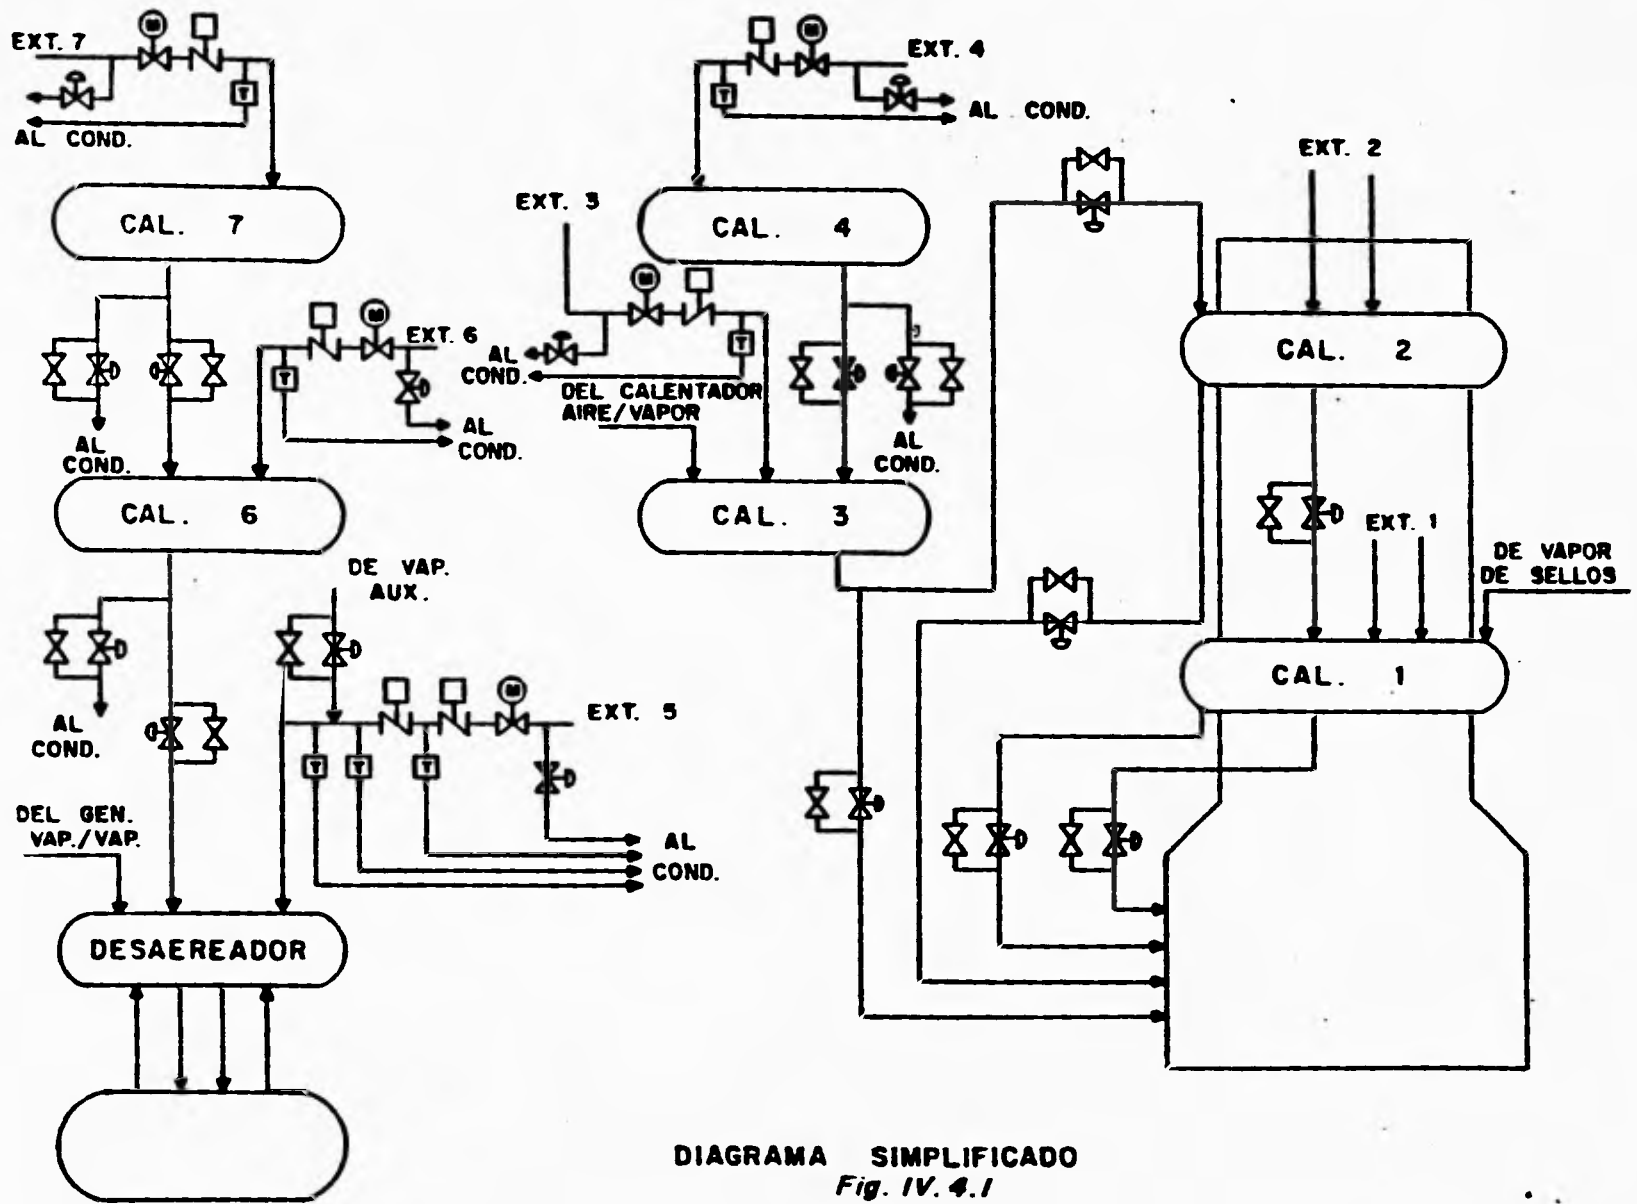 EXT. 7
M
T
AL COND.
CAL. 7
EXT. 6
M
T
AL
COND.
AL
COND.
CAL. 6
DE VAP.
AUX.
M
EXT. 5
T
T
T
AL
COND.
AL
COND.
DEL GEN.
VAP./VAP.
DESAEREADOR
M
EXT. 4
T
AL COND.
EXT. 3
CAL. 4
M
T
AL
COND.
DEL CALENTADOR
AIRE/VAPOR
AL
COND.
CAL. 3
EXT. 2
CAL. 2
EXT. 1
DE VAPOR
DE SELLOS
CAL. 1
DIAGRAMA SIMPLIFICADO
Fig. IV.4.1